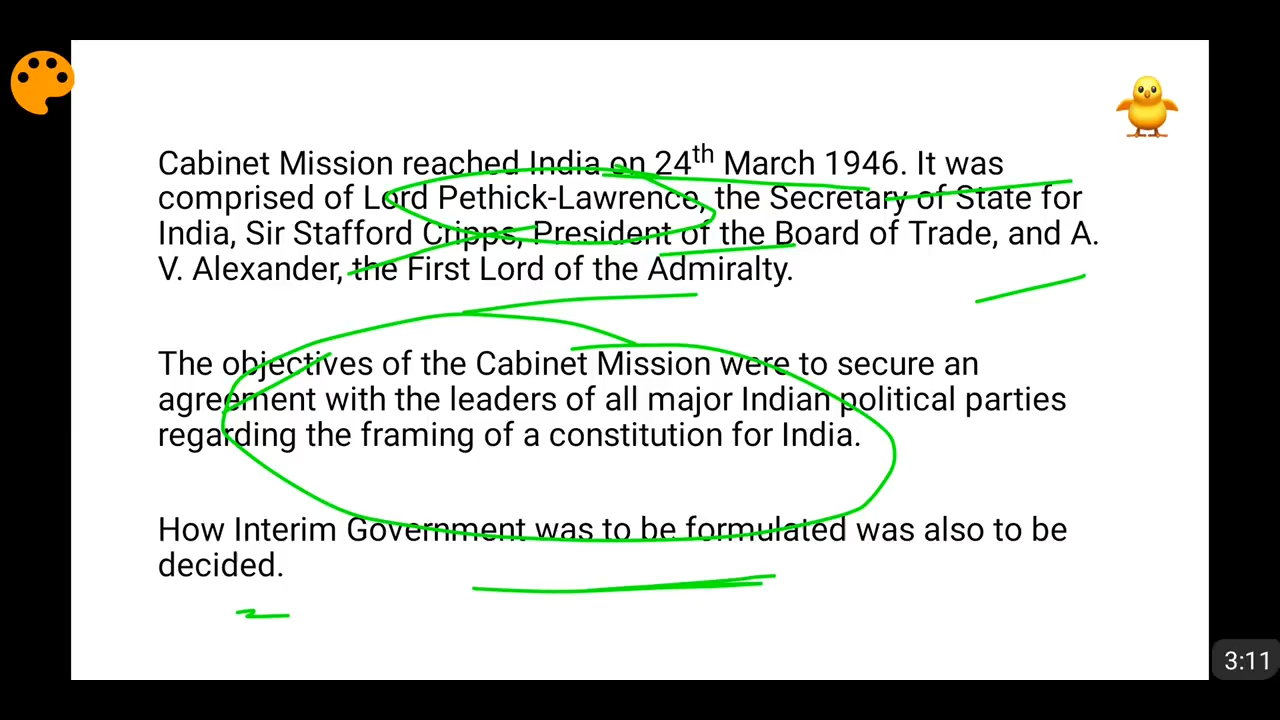 Cabinet Mission reached India on 24th March 1946. It was
comprised of Lord Pethick-Lawrence, the Secretary of State for
India, Sir Stafford Cripps, President of the Board of Trade, and A.
V. Alexander, the First Lord of the Admiralty.
The objectives of the Cabinet Mission were to secure an
agreement with the leaders of all major Indian political parties
regarding the framing of a constitution for India.
How Interim Government was to be formulated was also to be
decided.
3:11